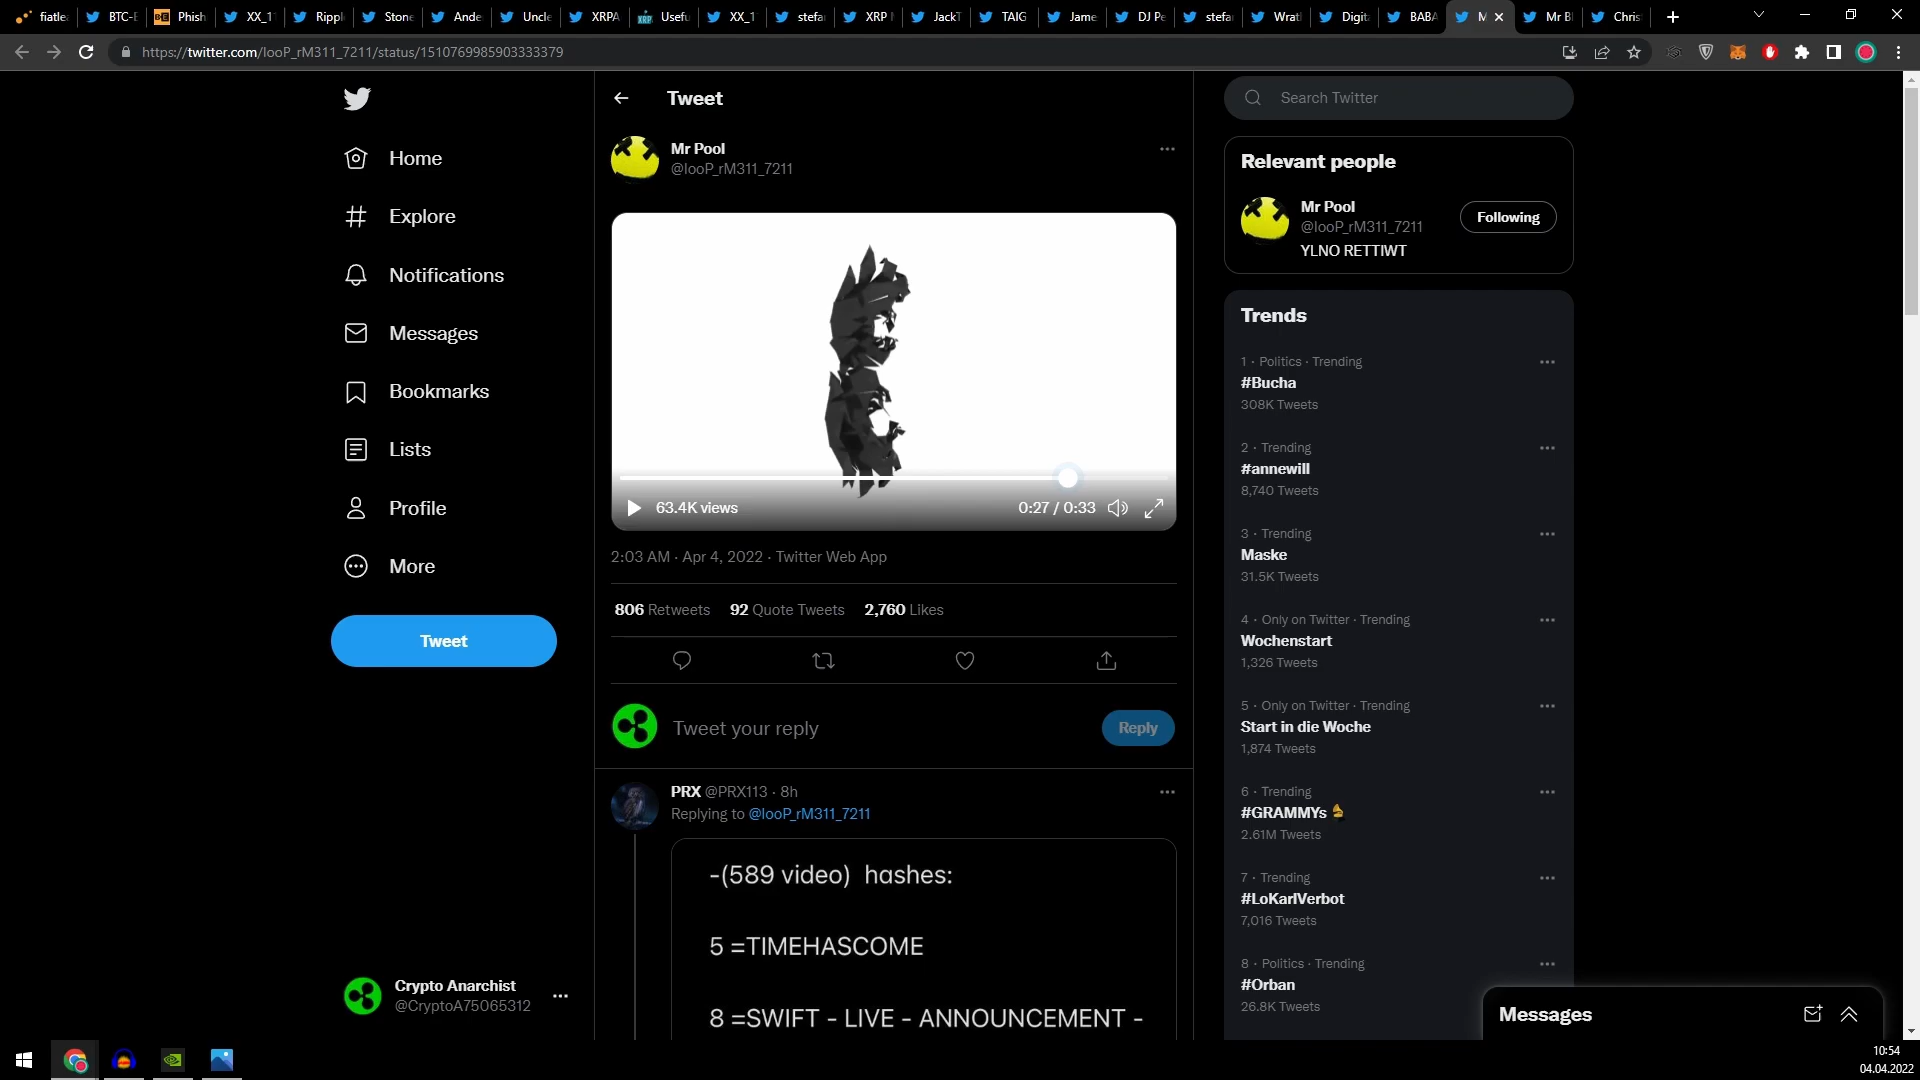 fiatle
BTC-E
Phish
XX_1
Ripple
Stone
Ande
Uncle
XRPA
Usefu
XX_1
stefa
XRP
JackT
TAIG
Jame
DJ Pe
stefa
Wrat
Digit
BABA
M
Mr Bl
Chris
https://twitter.com/looP_rM311_7211/status/1510769985903333379
Home
Explore
Notifications
Messages
Bookmarks
Lists
Profile
More
Tweet
Crypto Anarchist
@CryptoA75065312
Tweet
Mr Pool
@looP_rM311_7211
63.4K views
0:27 / 0:33
2:03 AM · Apr 4, 2022 · Twitter Web App
806 Retweets 92 Quote Tweets 2,760 Likes
Tweet your reply
Reply
PRX @PRX113 · 8h
Replying to @looP_rM311_7211
-(589 video) hashes:
5 =TIMEHASCOME
8 =SWIFT - LIVE - ANNOUNCEMENT -
Search Twitter
Relevant people
Mr Pool
@looP_rM311_7211
Following
YLNO RETTIWT
Trends
1 · Politics · Trending
#Bucha
308K Tweets
2 · Trending
#annewill
8,740 Tweets
3 · Trending
Maske
31.5K Tweets
4 · Only on Twitter · Trending
Wochenstart
1,326 Tweets
5 · Only on Twitter · Trending
Start in die Woche
1,874 Tweets
6 · Trending
#GRAMMYs
2.61M Tweets
7 · Trending
#LoKarlVerbot
7,016 Tweets
8 · Politics · Trending
#Orban
26.8K Tweets
Messages
10:54
04.04.2022